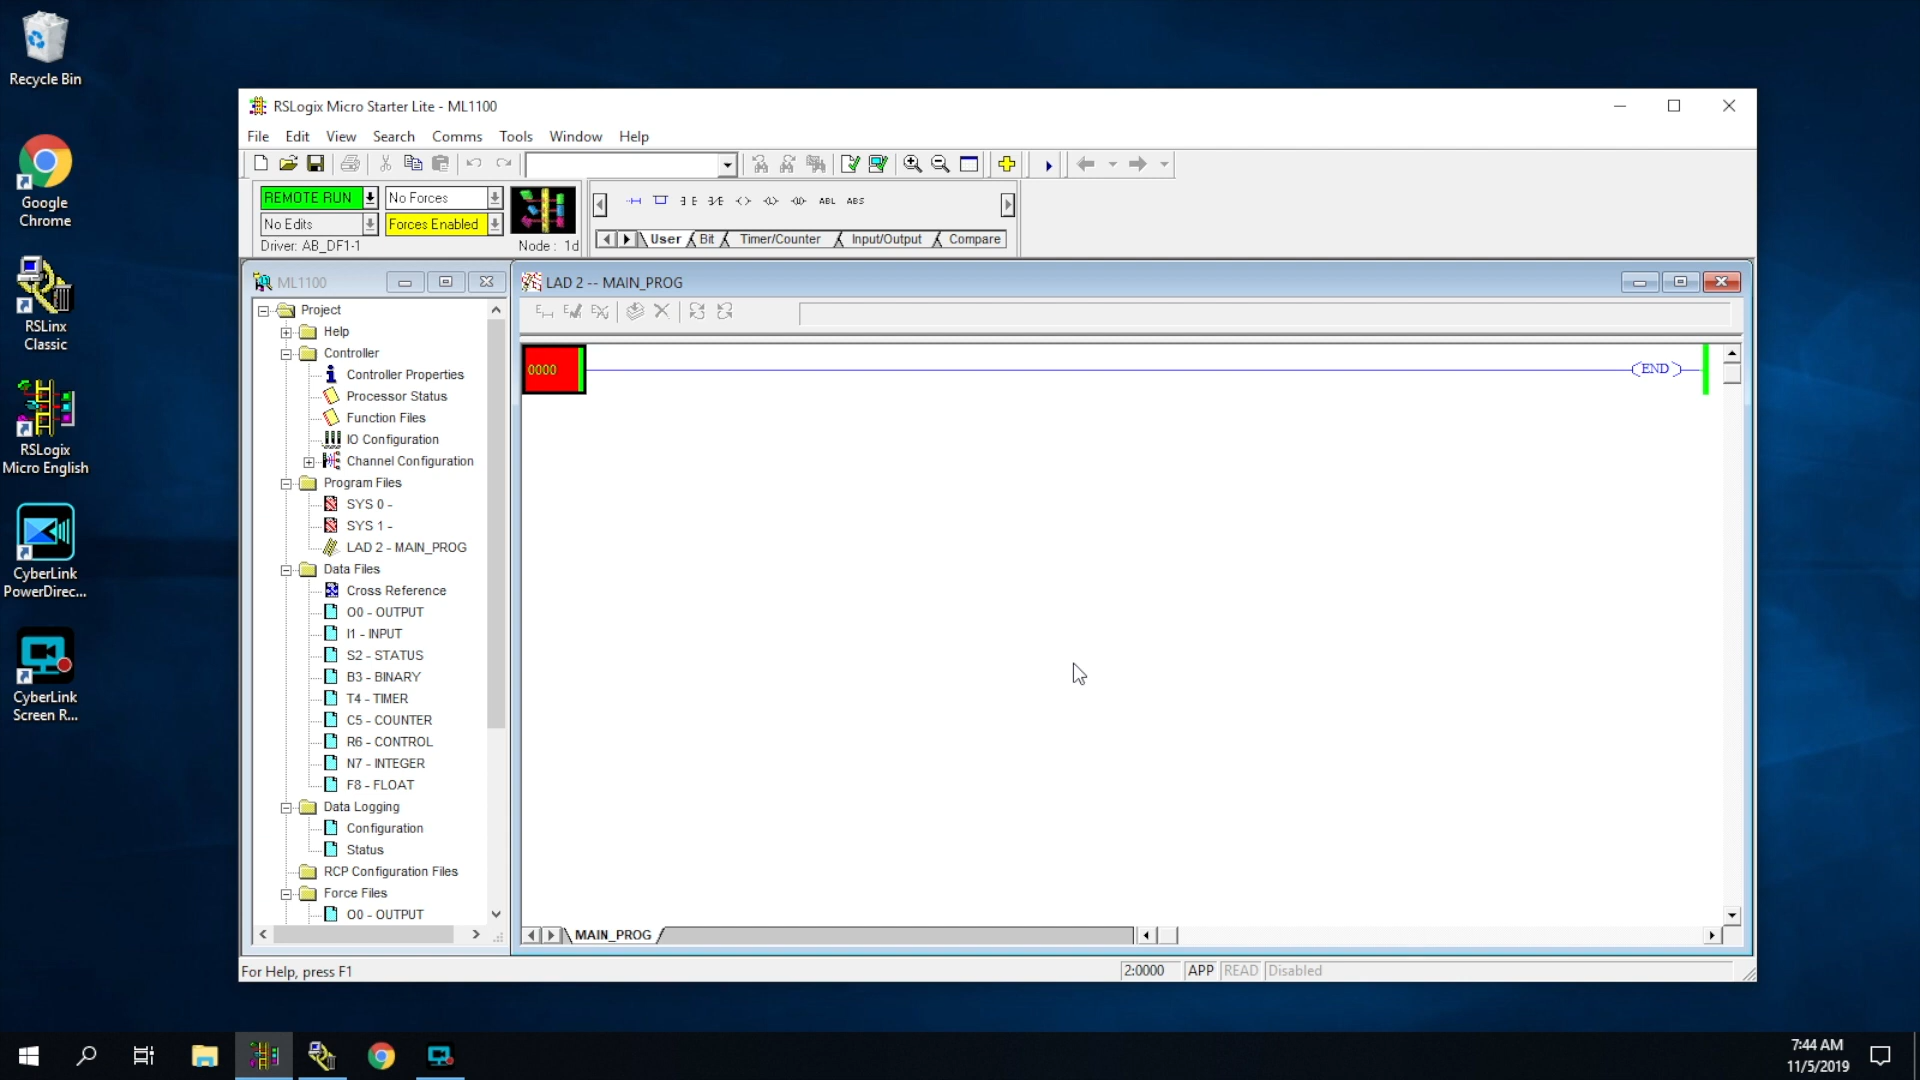 Recycle Bin
Google
Chrome
RSLinx
Classic
RSLogix
Micro English
CyberLink
PowerDirec...
CyberLink
Screen R...
RSLogix Micro Starter Lite - ML1100
File Edit View Search Comms Tools Window Help
REMOTE RUN No Forces
No Edits Forces Enabled
Driver: AB_DF1-1 Node : 1d
ABL ABS
User Bit Timer/Counter Input/Output Compare
ML1100
Project
Help
Controller
Controller Properties
Processor Status
Function Files
IO Configuration
Channel Configuration
Program Files
SYS 0 -
SYS 1 -
LAD 2 - MAIN_PROG
Data Files
Cross Reference
O0 - OUTPUT
I1 - INPUT
S2 - STATUS
B3 - BINARY
T4 - TIMER
C5 - COUNTER
R6 - CONTROL
N7 - INTEGER
F8 - FLOAT
Data Logging
Configuration
Status
RCP Configuration Files
Force Files
O0 - OUTPUT
LAD 2 -- MAIN_PROG
0000
END
MAIN_PROG
For Help, press F1
2:0000 APP READ Disabled
7:44 AM
11/5/2019